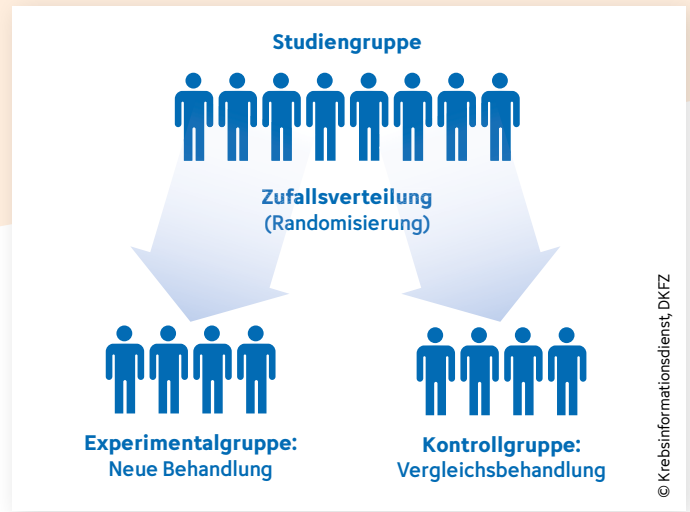 Studiengruppe
Zufallsverteilung
(Randomisierung)
Experimentalgruppe:
Neue Behandlung
Kontrollgruppe:
Vergleichsbehandlung
© Krebsinformationsdienst, DKFZ